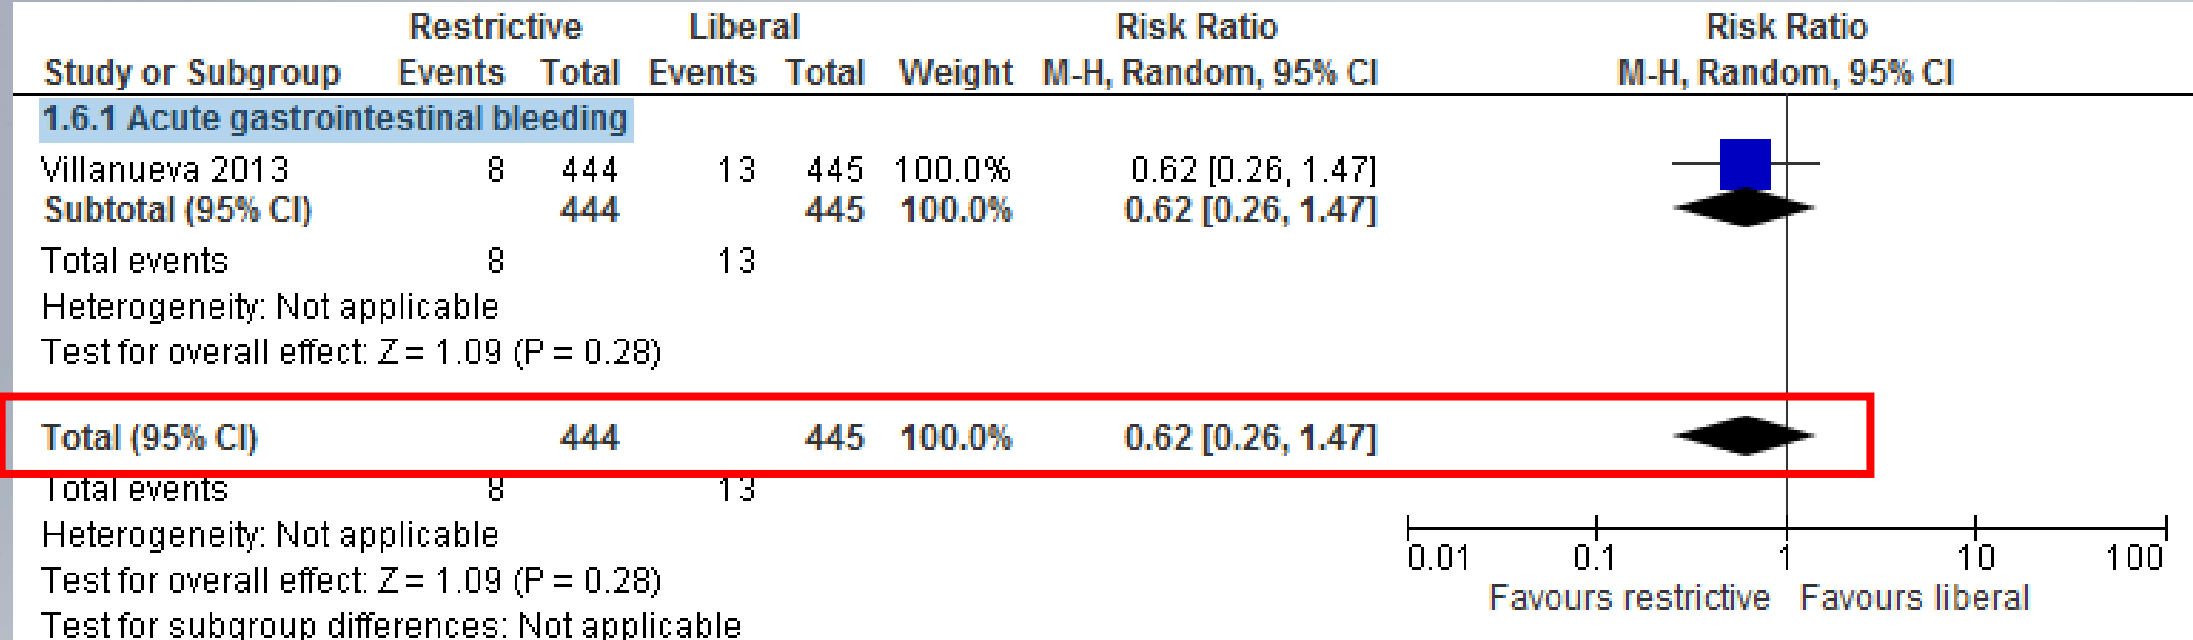 Restrictive Liberal Risk Ratio Risk Ratio
Study or Subgroup Events Total Events Total Weight M-H, Random, 95% CI M-H, Random, 95% CI
1.6.1 Acute gastrointestinal bleeding
Villanueva 2013 8 444 13 445 100.0% 0.62 [0.26, 1.47]
Subtotal (95% CI) 444 445 100.0% 0.62 [0.26, 1.47]
Total events 8 13
Heterogeneity: Not applicable
Test for overall effect: Z = 1.09 (P = 0.28)
Total (95% CI) 444 445 100.0% 0.62 [0.26, 1.47]
Total events 8 13
Heterogeneity: Not applicable
Test for overall effect: Z = 1.09 (P = 0.28)
Test for subgroup differences: Not applicable
0.01 0.1 1 10 100
Favours restrictive Favours liberal